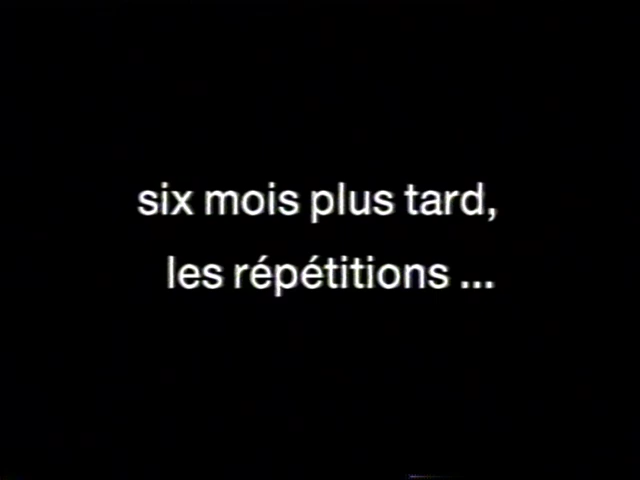 six mois plus tard,
les répétitions ...